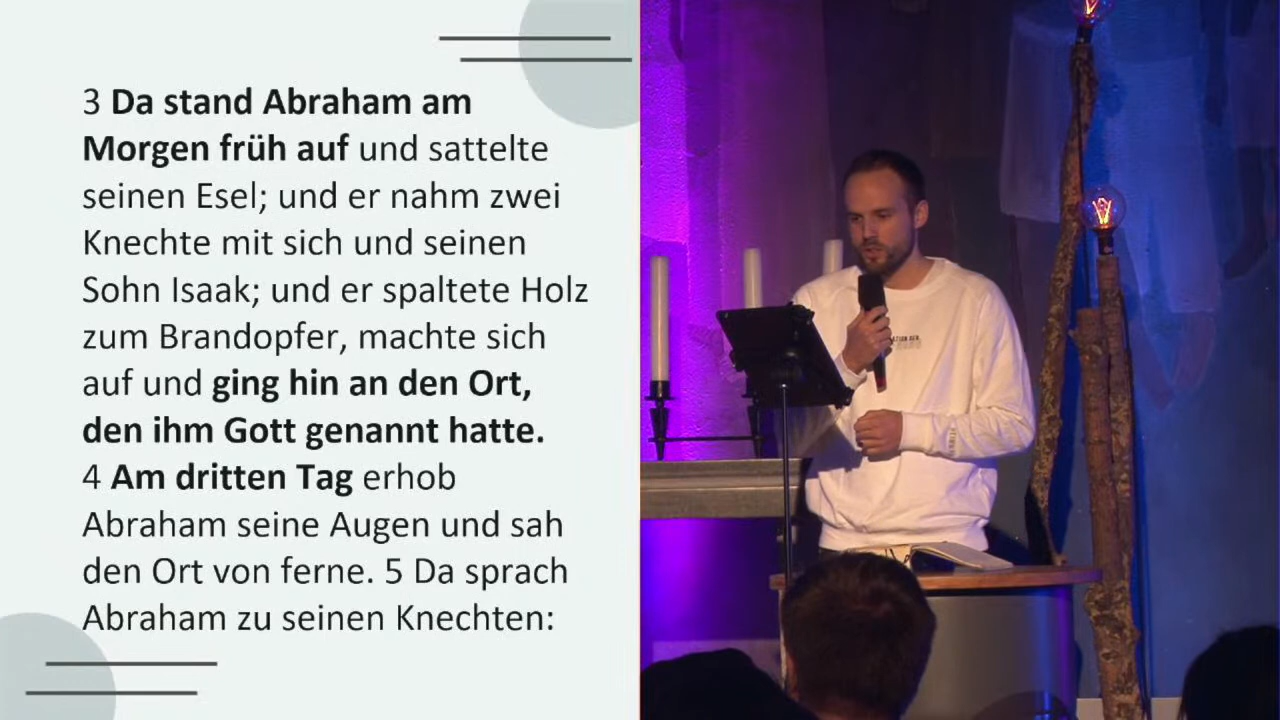 3 Da stand Abraham am
Morgen früh auf und sattelte
seinen Esel; und er nahm zwei
Knechte mit sich und seinen
Sohn Isaak; und er spaltete Holz
zum Brandopfer, machte sich
auf und ging hin an den Ort,
den ihm Gott genannt hatte.
4 Am dritten Tag erhob
Abraham seine Augen und sah
den Ort von ferne. 5 Da sprach
Abraham zu seinen Knechten: